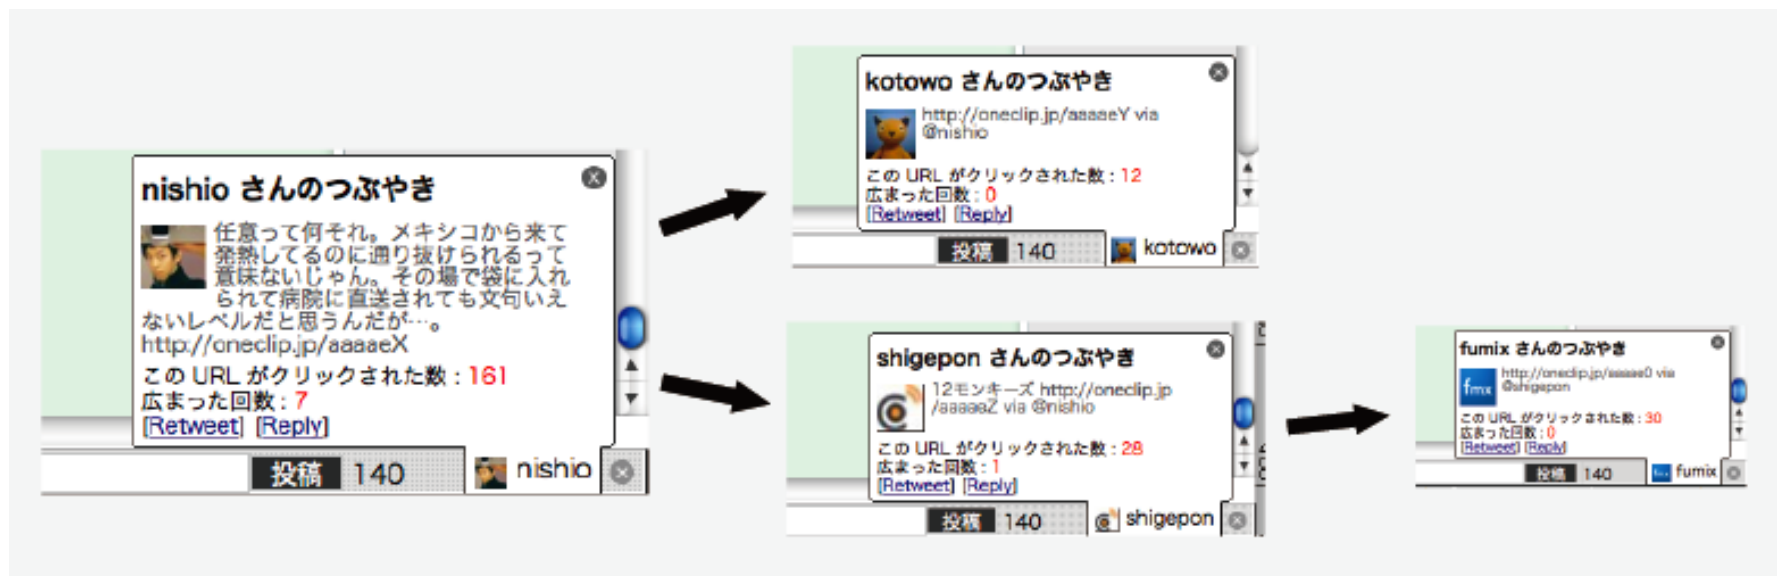 nishio さんのつぶやき
任意って何それ。メキシコから来て
発熱してるのに通り抜けられるって
意味ないじゃん。その場で袋に入れ
られて病院に直送されても文句いえ
ないレベルだと思うんだが…。
http://oneclip.jp/aaaaeX
この URL がクリックされた数 : 161
広まった回数 : 7
[Retweet] [Reply]
投稿 140 nishio
kotowo さんのつぶやき
http://oneclip.jp/aaaaeY via
@nishio
この URL がクリックされた数 : 12
広まった回数 : 0
[Retweet] [Reply]
投稿 140 kotowo
shigepon さんのつぶやき
12モンキーズ http://oneclip.jp
/aaaaeZ via @nishio
この URL がクリックされた数 : 28
広まった回数 : 1
[Retweet] [Reply]
投稿 140 shigepon
fumix さんのつぶやき
fmx http://oneclip.jp/aaaae0 via
@shigepon
この URL がクリックされた数 : 30
広まった回数 : 0
[Retweet] [Reply]
投稿 140 fumix